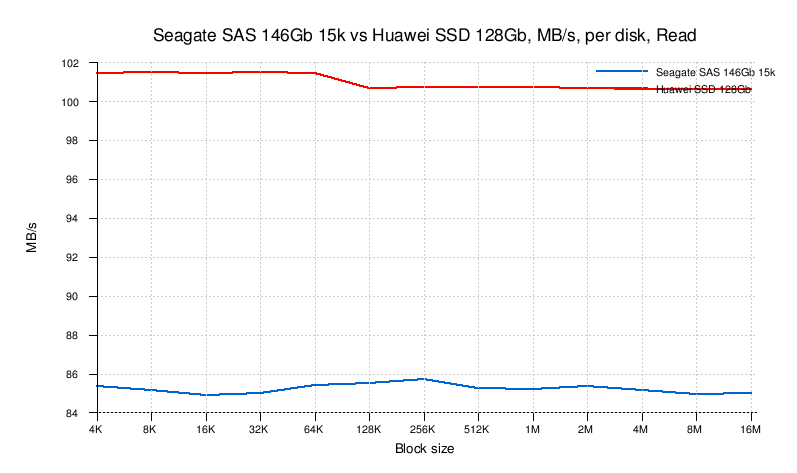 Seagate SAS 146Gb 15k vs Huawei SSD 128Gb, MB/s, per disk, Read
Seagate SAS 146Gb 15k
Huawei SSD 128Gb
102
100
98
96
94
92
90
88
86
84
MB/s
4K 8K 16K 32K 64K 128K 256K 512K 1M 2M 4M 8M 16M
Block size